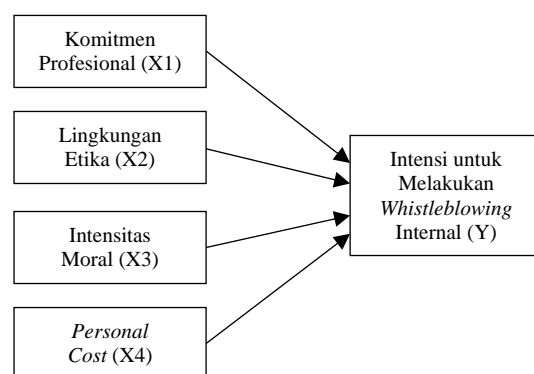 Komitmen
Profesional (X1)
Lingkungan
Etika (X2)
Intensitas
Moral (X3)
Personal
Cost (X4)
Intensi untuk
Melakukan
Whistleblowing
Internal (Y)